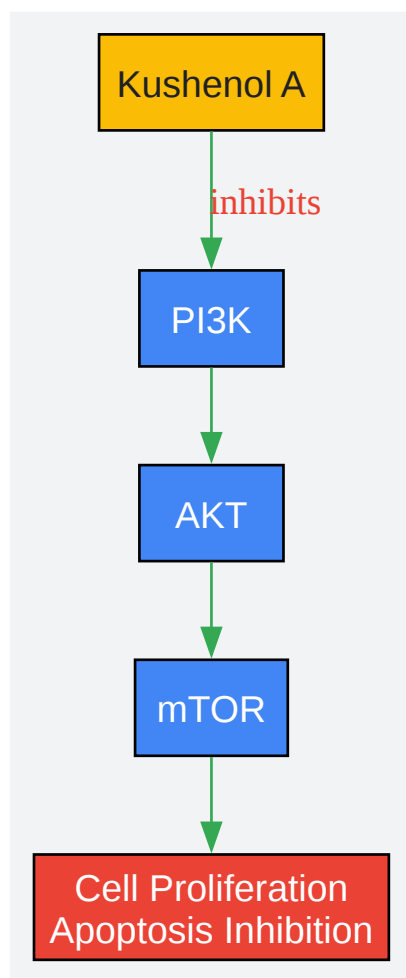 Kushenol A
inhibits
PI3K
AKT
mTOR
Cell Proliferation
Apoptosis Inhibition